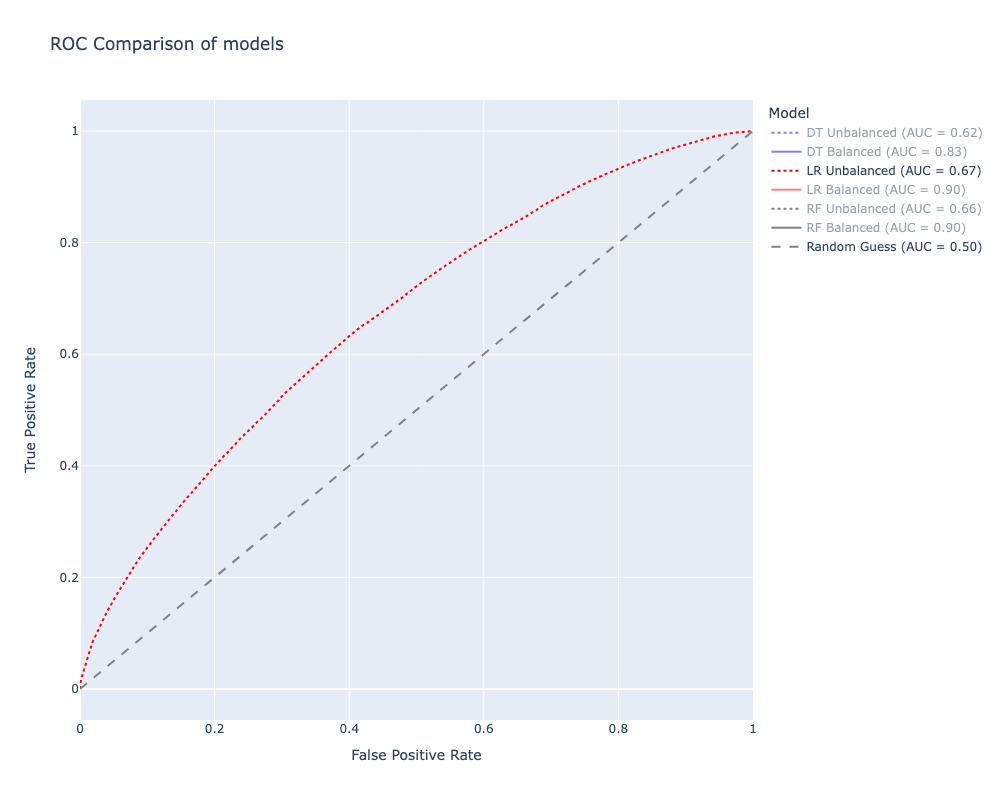 ROC Comparison of models
Model
DT Unbalanced (AUC = 0.62)
DT Balanced (AUC = 0.83)
LR Unbalanced (AUC = 0.67)
LR Balanced (AUC = 0.90)
RF Unbalanced (AUC = 0.66)
RF Balanced (AUC = 0.90)
Random Guess (AUC = 0.50)
True Positive Rate
1
0.8
0.6
0.4
0.2
0
0 0.2 0.4 0.6 0.8 1
False Positive Rate